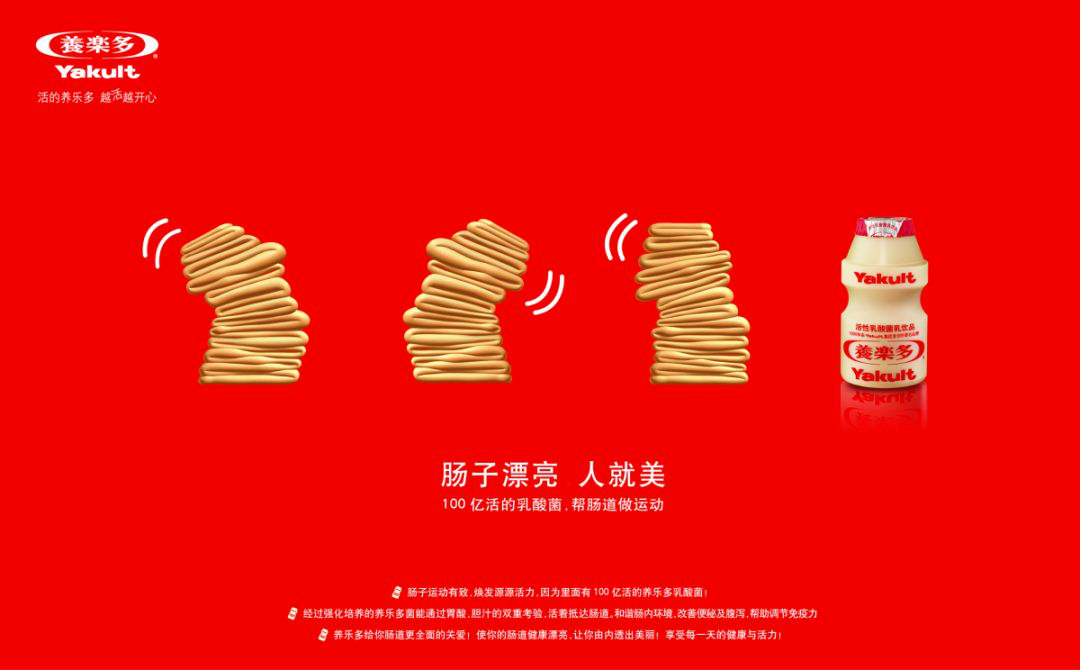 養楽多
Yakult
活的养乐多 越活越开心
Yakult
活性乳酸菌乳饮品
養楽多
Yakult
肠子漂亮 人就美
100 亿活的乳酸菌,帮肠道做运动
肠子运动有致,焕发源源活力,因为里面有 100 亿活的养乐多乳酸菌!
经过强化培养的养乐多菌能通过胃酸,胆汁的双重考验,活着抵达肠道。和谐肠内环境,改善便秘及腹泻,帮助调节免疫力
养乐多给你肠道更全面的关爱!使你的肠道健康漂亮,让你由内透出美丽!享受每一天的健康与活力!